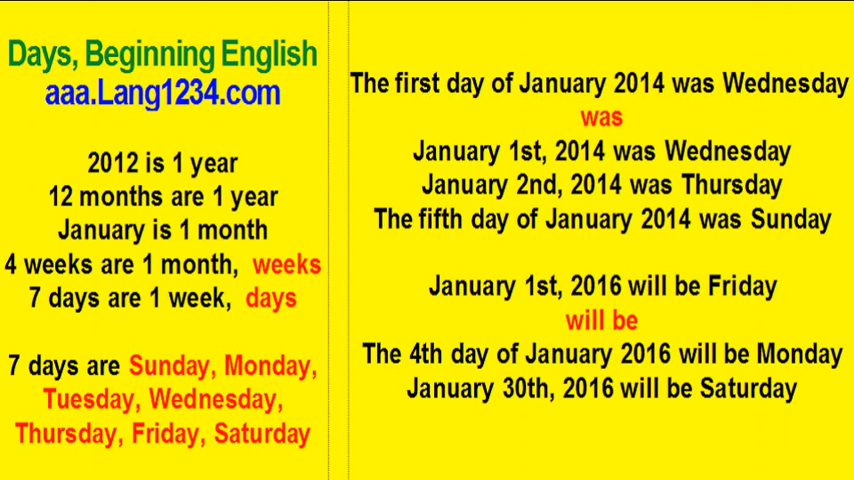 Days, Beginning English
aaa.Lang1234.com
2012 is 1 year
12 months are 1 year
January is 1 month
4 weeks are 1 month, weeks
7 days are 1 week, days
7 days are Sunday, Monday,
Tuesday, Wednesday,
Thursday, Friday, Saturday
The first day of January 2014 was Wednesday
was
January 1st, 2014 was Wednesday
January 2nd, 2014 was Thursday
The fifth day of January 2014 was Sunday
January 1st, 2016 will be Friday
will be
The 4th day of January 2016 will be Monday
January 30th, 2016 will be Saturday